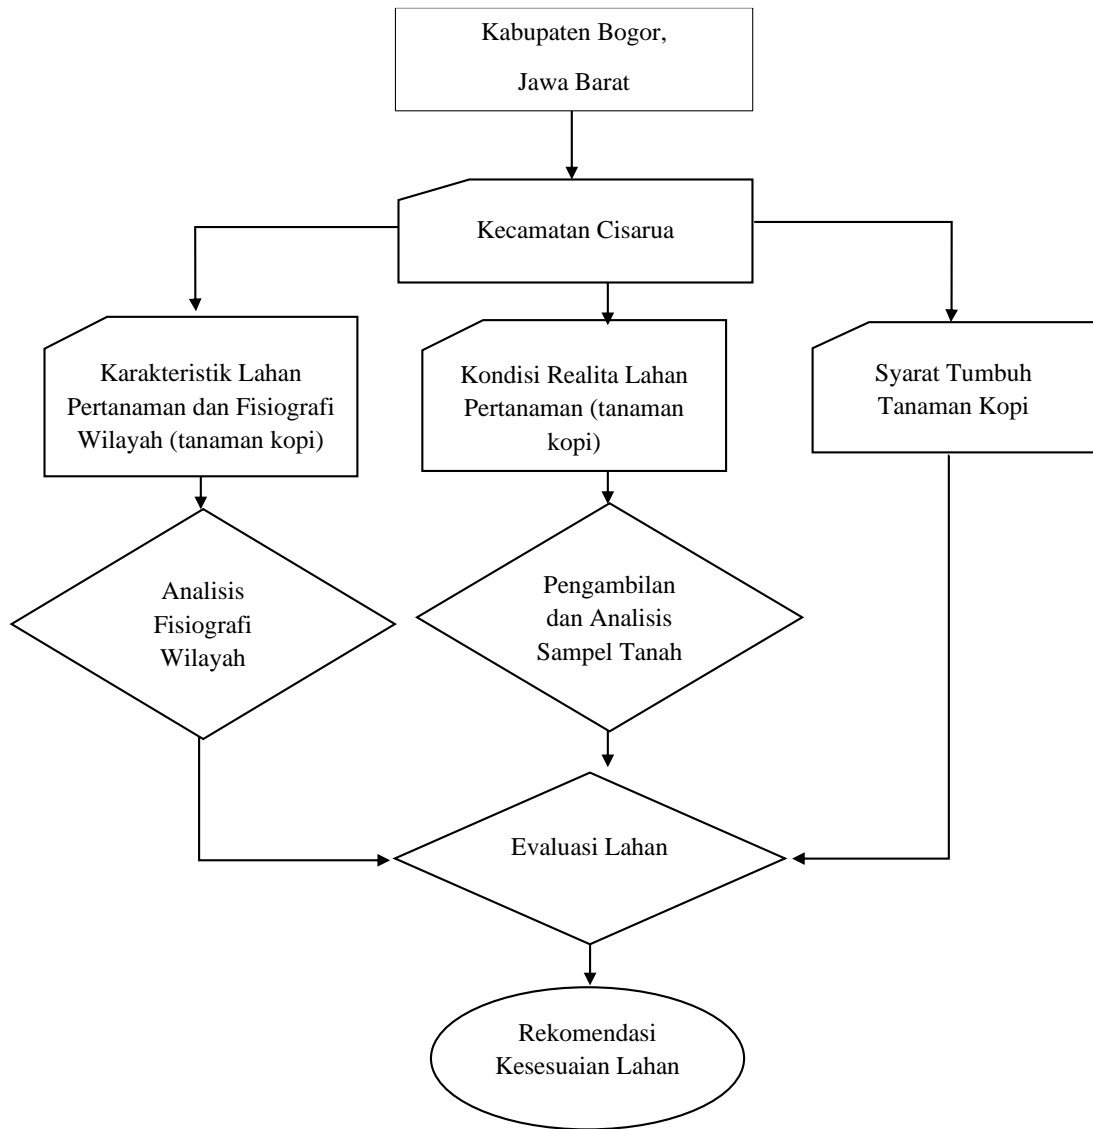 Kabupaten Bogor,
Jawa Barat
Kecamatan Cisarua
Karakteristik Lahan
Pertanaman dan Fisiografi
Wilayah (tanaman kopi)
Kondisi Realita Lahan
Pertanaman (tanaman
kopi)
Syarat Tumbuh
Tanaman Kopi
Analisis
Fisiografi
Wilayah
Pengambilan
dan Analisis
Sampel Tanah
Evaluasi Lahan
Rekomendasi
Kesesuaian Lahan